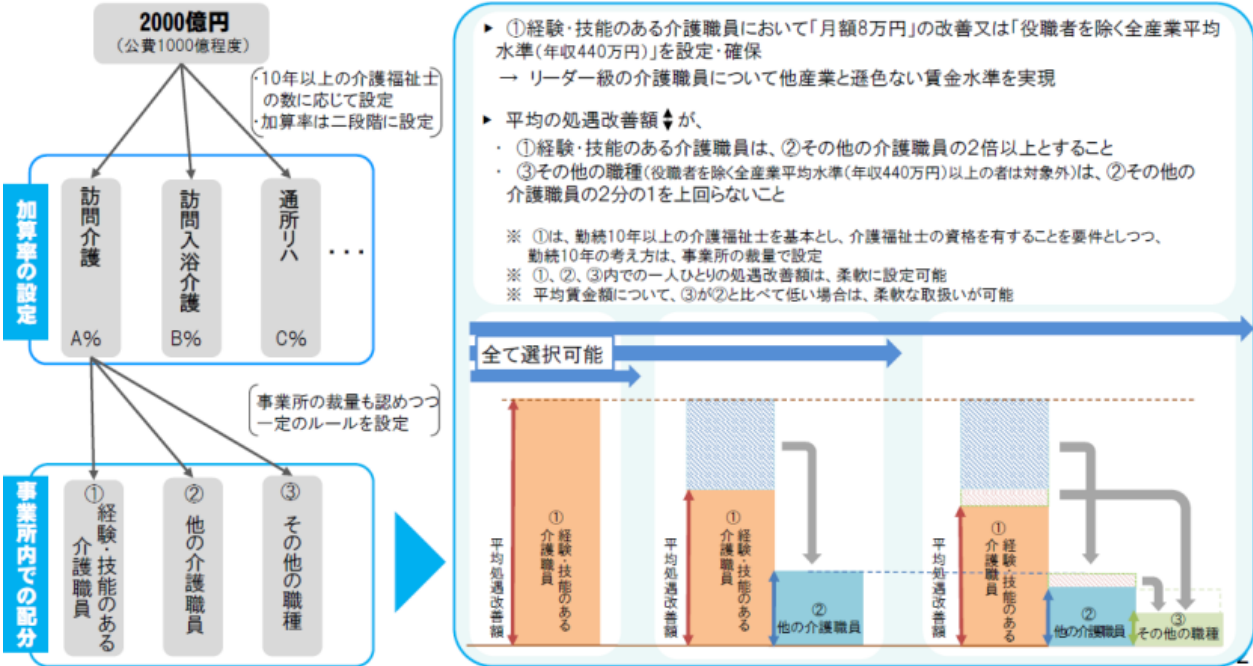 2000億円
（公費1000億程度）
・10年以上の介護福祉士
の数に応じて設定
・加算率は二段階に設定
加算率の設定
訪問介護
A%
訪問入浴介護
B%
通所リハ
C%
・・・
事業所の裁量も認めつつ
一定のルールを設定
事業所内での配分
①
経験・技能のある
介護職員
②
他の介護職員
③
その他の職種
▶ ①経験・技能のある介護職員において「月額8万円」の改善又は「役職者を除く全産業平均
水準（年収440万円）」を設定・確保
→ リーダー級の介護職員について他産業と遜色ない賃金水準を実現
▶ 平均の処遇改善額が、
・ ①経験・技能のある介護職員は、②その他の介護職員の2倍以上とすること
・ ③その他の職種（役職者を除く全産業平均水準（年収440万円）以上の者は対象外）は、②その他の
介護職員の2分の1を上回らないこと
※ ①は、勤続10年以上の介護福祉士を基本とし、介護福祉士の資格を有することを要件としつつ、
勤続10年の考え方は、事業所の裁量で設定
※ ①、②、③内での一人ひとりの処遇改善額は、柔軟に設定可能
※ 平均賃金額について、③が②と比べて低い場合は、柔軟な取扱いが可能
全て選択可能
平均処遇改善額
①
経験・技能のある
介護職員
平均処遇改善額
①
経験・技能のある
介護職員
②
他の介護職員
平均処遇改善額
①
経験・技能のある
介護職員
②
他の介護職員
③
その他の職種